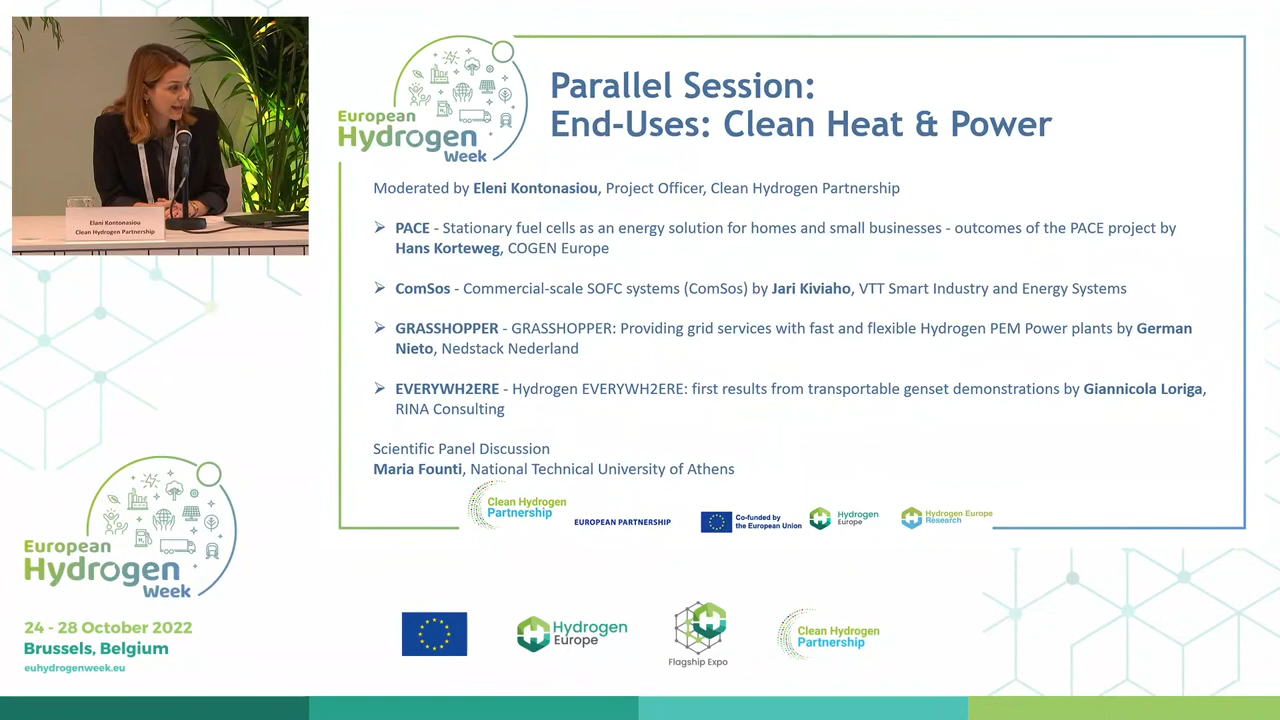 Elani Kontonasiou
Clean Hydrogen Partnership
European
Hydrogen
Week
Parallel Session:
End-Uses: Clean Heat & Power
Moderated by Eleni Kontonasiou, Project Officer, Clean Hydrogen Partnership
PACE - Stationary fuel cells as an energy solution for homes and small businesses - outcomes of the PACE project by
Hans Korteweg, COGEN Europe
ComSos - Commercial-scale SOFC systems (ComSos) by Jari Kiviaho, VTT Smart Industry and Energy Systems
GRASSHOPPER - GRASSHOPPER: Providing grid services with fast and flexible Hydrogen PEM Power plants by German
Nieto, Nedstack Nederland
EVERYWH2ERE - Hydrogen EVERYWH2ERE: first results from transportable genset demonstrations by Giannicola Loriga,
RINA Consulting
Scientific Panel Discussion
Maria Founti, National Technical University of Athens
Clean Hydrogen
Partnership
EUROPEAN PARTNERSHIP
Co-funded by
the European Union
Hydrogen
Europe
Hydrogen Europe
Research
European
Hydrogen
Week
24 - 28 October 2022
Brussels, Belgium
euhydrogenweek.eu
Hydrogen
Europe
Flagship Expo
Clean Hydrogen
Partnership